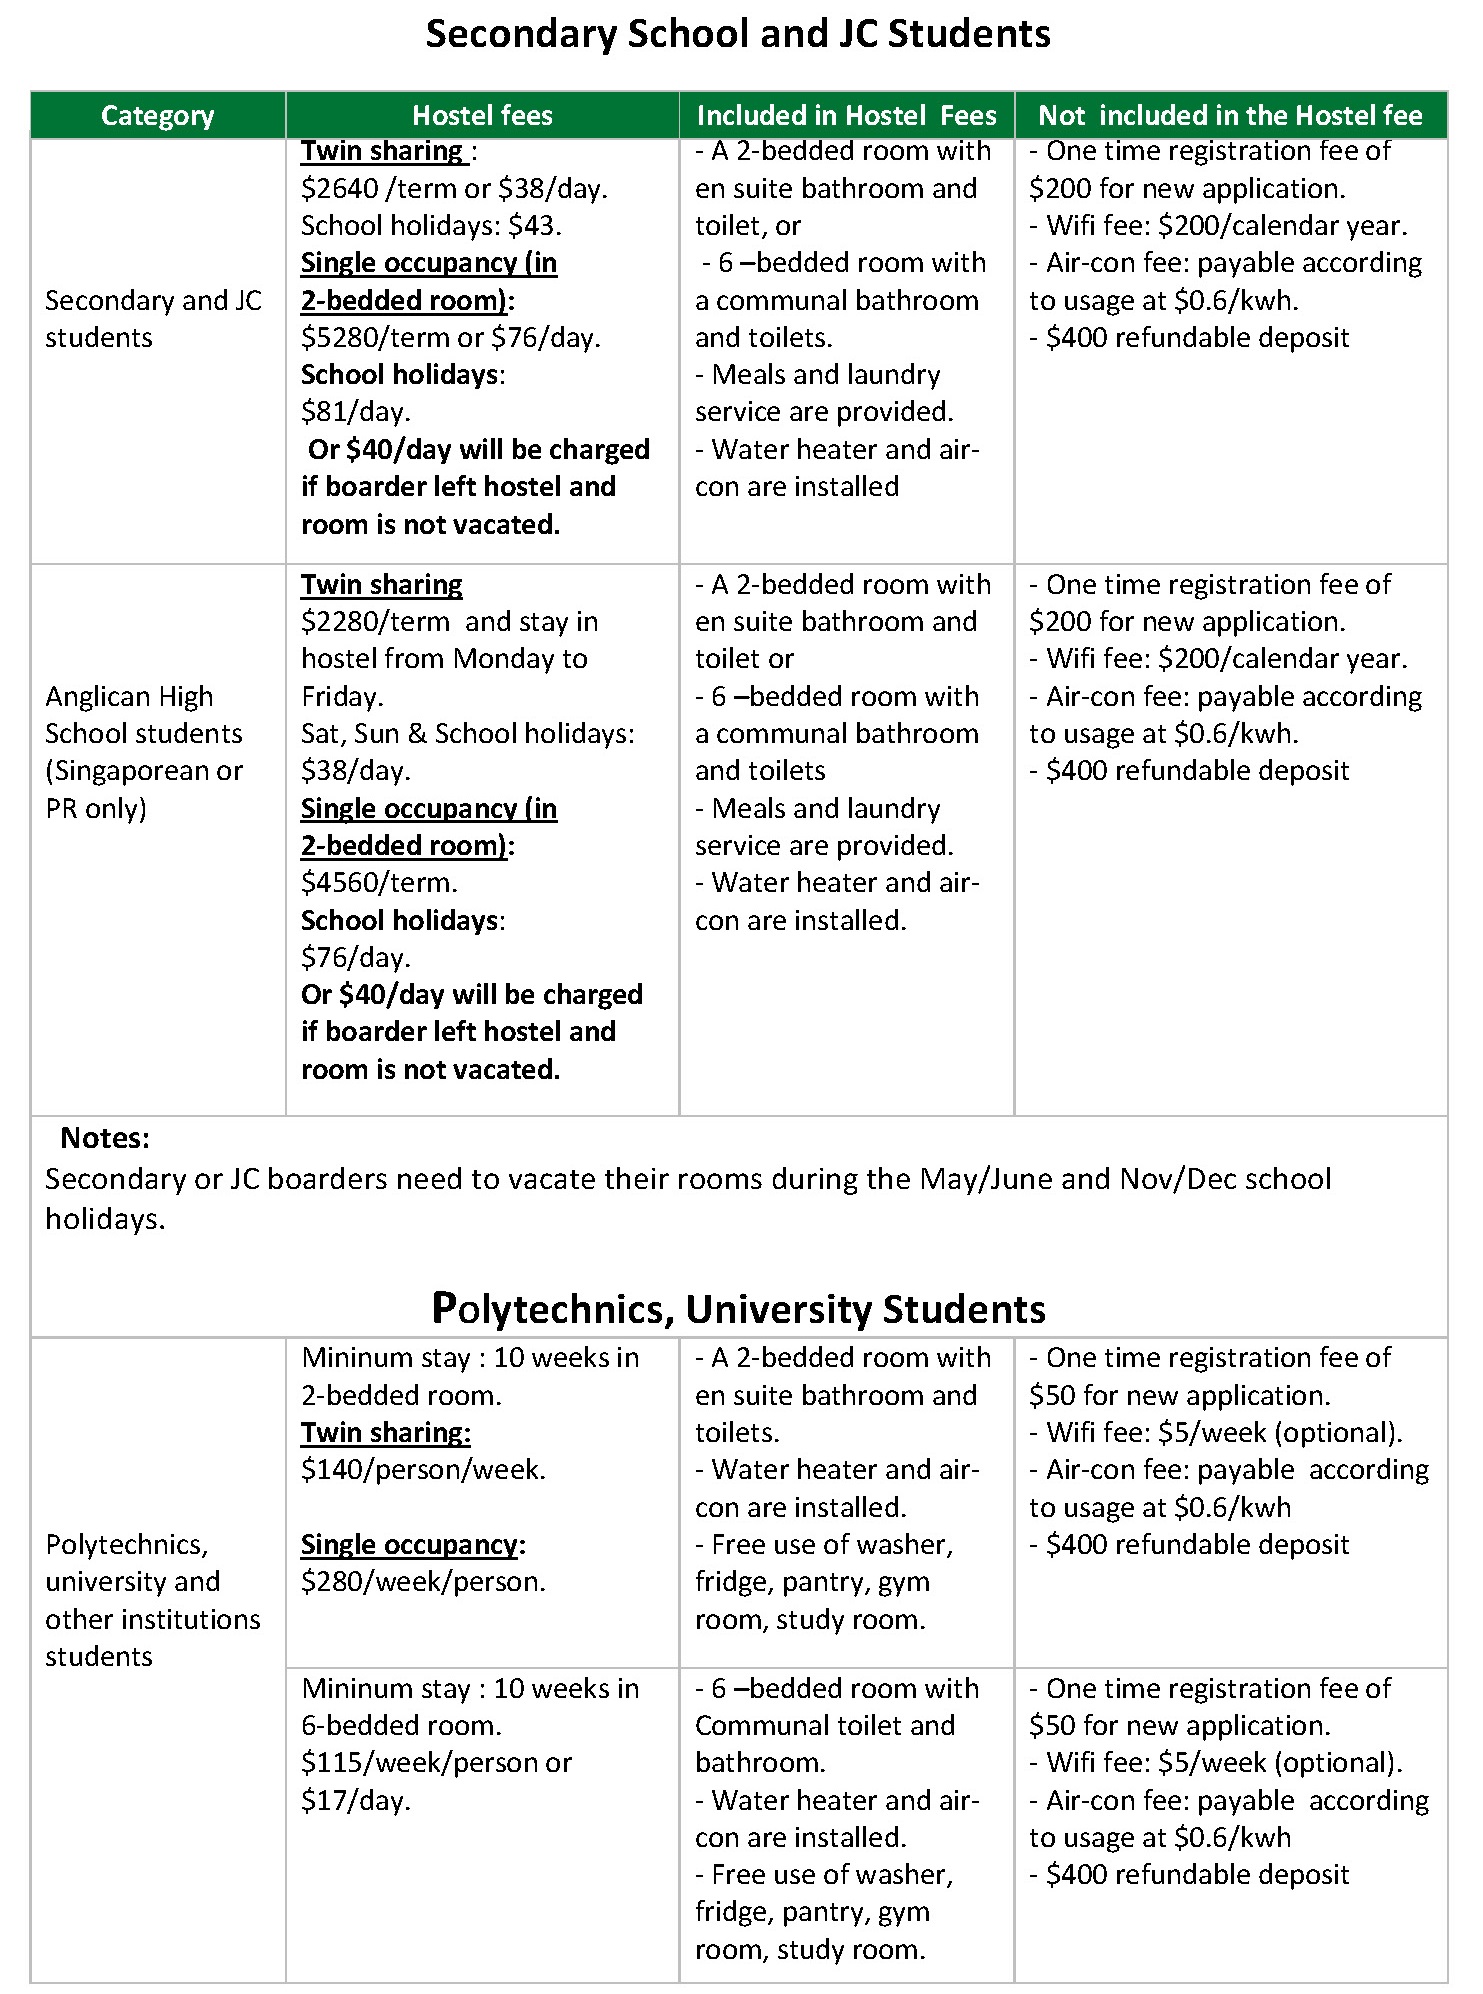 Secondary School and JC Students
Category
Hostel fees
Included in Hostel Fees
Not included in the Hostel fee
Secondary and JC
students
Twin sharing :
$2640 /term or $38/day.
School holidays: $43.
Single occupancy (in
2-bedded room):
$5280/term or $76/day.
School holidays:
$81/day.
Or $40/day will be charged
if boarder left hostel and
room is not vacated.
- A 2-bedded room with
en suite bathroom and
toilet, or
- 6 –bedded room with
a communal bathroom
and toilets.
- Meals and laundry
service are provided.
- Water heater and air-
con are installed
- One time registration fee of
$200 for new application.
- Wifi fee: $200/calendar year.
- Air-con fee: payable according
to usage at $0.6/kwh.
- $400 refundable deposit
Anglican High
School students
(Singaporean or
PR only)
Twin sharing
$2280/term and stay in
hostel from Monday to
Friday.
Sat, Sun & School holidays:
$38/day.
Single occupancy (in
2-bedded room):
$4560/term.
School holidays:
$76/day.
Or $40/day will be charged
if boarder left hostel and
room is not vacated.
- A 2-bedded room with
en suite bathroom and
toilet or
- 6 –bedded room with
a communal bathroom
and toilets
- Meals and laundry
service are provided.
- Water heater and air-
con are installed.
- One time registration fee of
$200 for new application.
- Wifi fee: $200/calendar year.
- Air-con fee: payable according
to usage at $0.6/kwh.
- $400 refundable deposit
Notes:
Secondary or JC boarders need to vacate their rooms during the May/June and Nov/Dec school
holidays.
Polytechnics, University Students
Polytechnics,
university and
other institutions
students
Mininum stay : 10 weeks in
2-bedded room.
Twin sharing:
$140/person/week.
Single occupancy:
$280/week/person.
- A 2-bedded room with
en suite bathroom and
toilets.
- Water heater and air-
con are installed.
- Free use of washer,
fridge, pantry, gym
room, study room.
- One time registration fee of
$50 for new application.
- Wifi fee: $5/week (optional).
- Air-con fee: payable according
to usage at $0.6/kwh
- $400 refundable deposit
Mininum stay : 10 weeks in
6-bedded room.
$115/week/person or
$17/day.
- 6 –bedded room with
Communal toilet and
bathroom.
- Water heater and air-
con are installed.
- Free use of washer,
fridge, pantry, gym
room, study room.
- One time registration fee of
$50 for new application.
- Wifi fee: $5/week (optional).
- Air-con fee: payable according
to usage at $0.6/kwh
- $400 refundable deposit